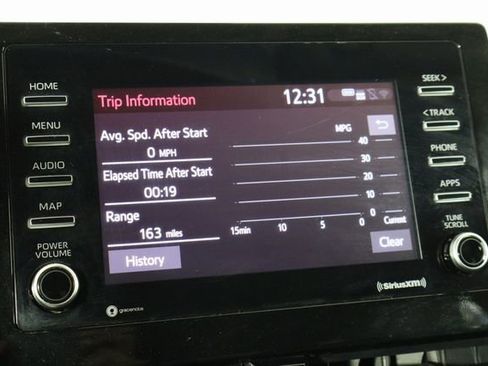 HOME
MENU
AUDIO
MAP
POWER
VOLUME
Trip Information 12:31
Avg. Spd. After Start
0 MPH
Elapsed Time After Start
00:19
Range
163 miles
History
MPG
40
30
20
10
0 0
15min 10 5 0 Current
Clear
SEEK >
< TRACK
PHONE
APPS
TUNE
SCROLL
gracenote
((SiriusXM))